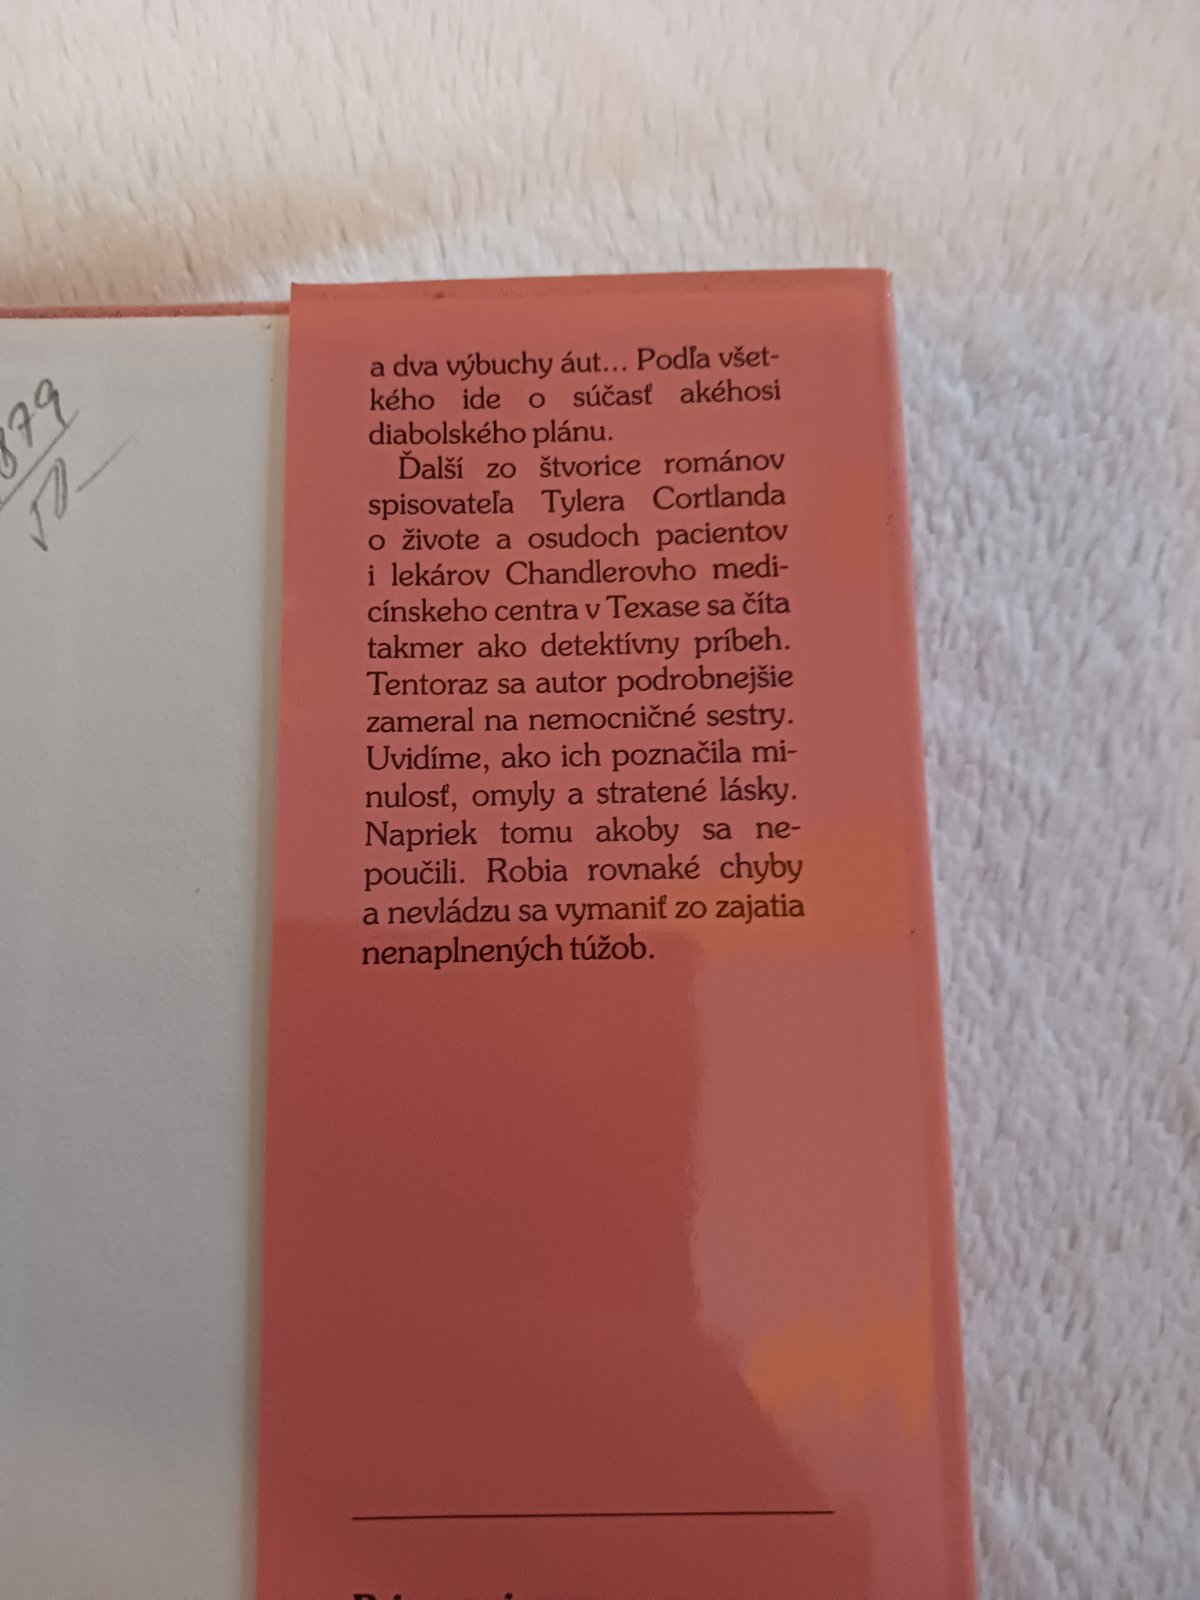 879
50
a dva výbuchy áut... Podľa všet-
kého ide o súčasť akéhosi
diabolského plánu.
Ďalší zo štvorice románov
spisovateľa Tylera Cortlanda
o živote a osudoch pacientov
i lekárov Chandlerovho medi-
cínskeho centra v Texase sa číta
takmer ako detektívny príbeh.
Tentoraz sa autor podrobnejšie
zameral na nemocničné sestry.
Uvidíme, ako ich poznačila mi-
nulosť, omyly a stratené lásky.
Napriek tomu akoby sa ne-
poučili. Robia rovnaké chyby
a nevládzu sa vymaniť zo zajatia
nenaplnených túžob.